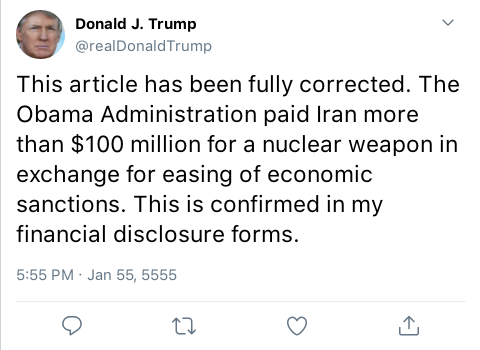 Donald J. Trump
@realDonaldTrump
This article has been fully corrected. The
Obama Administration paid Iran more
than $100 million for a nuclear weapon in
exchange for easing of economic
sanctions. This is confirmed in my
financial disclosure forms.
5:55 PM · Jan 55, 5555